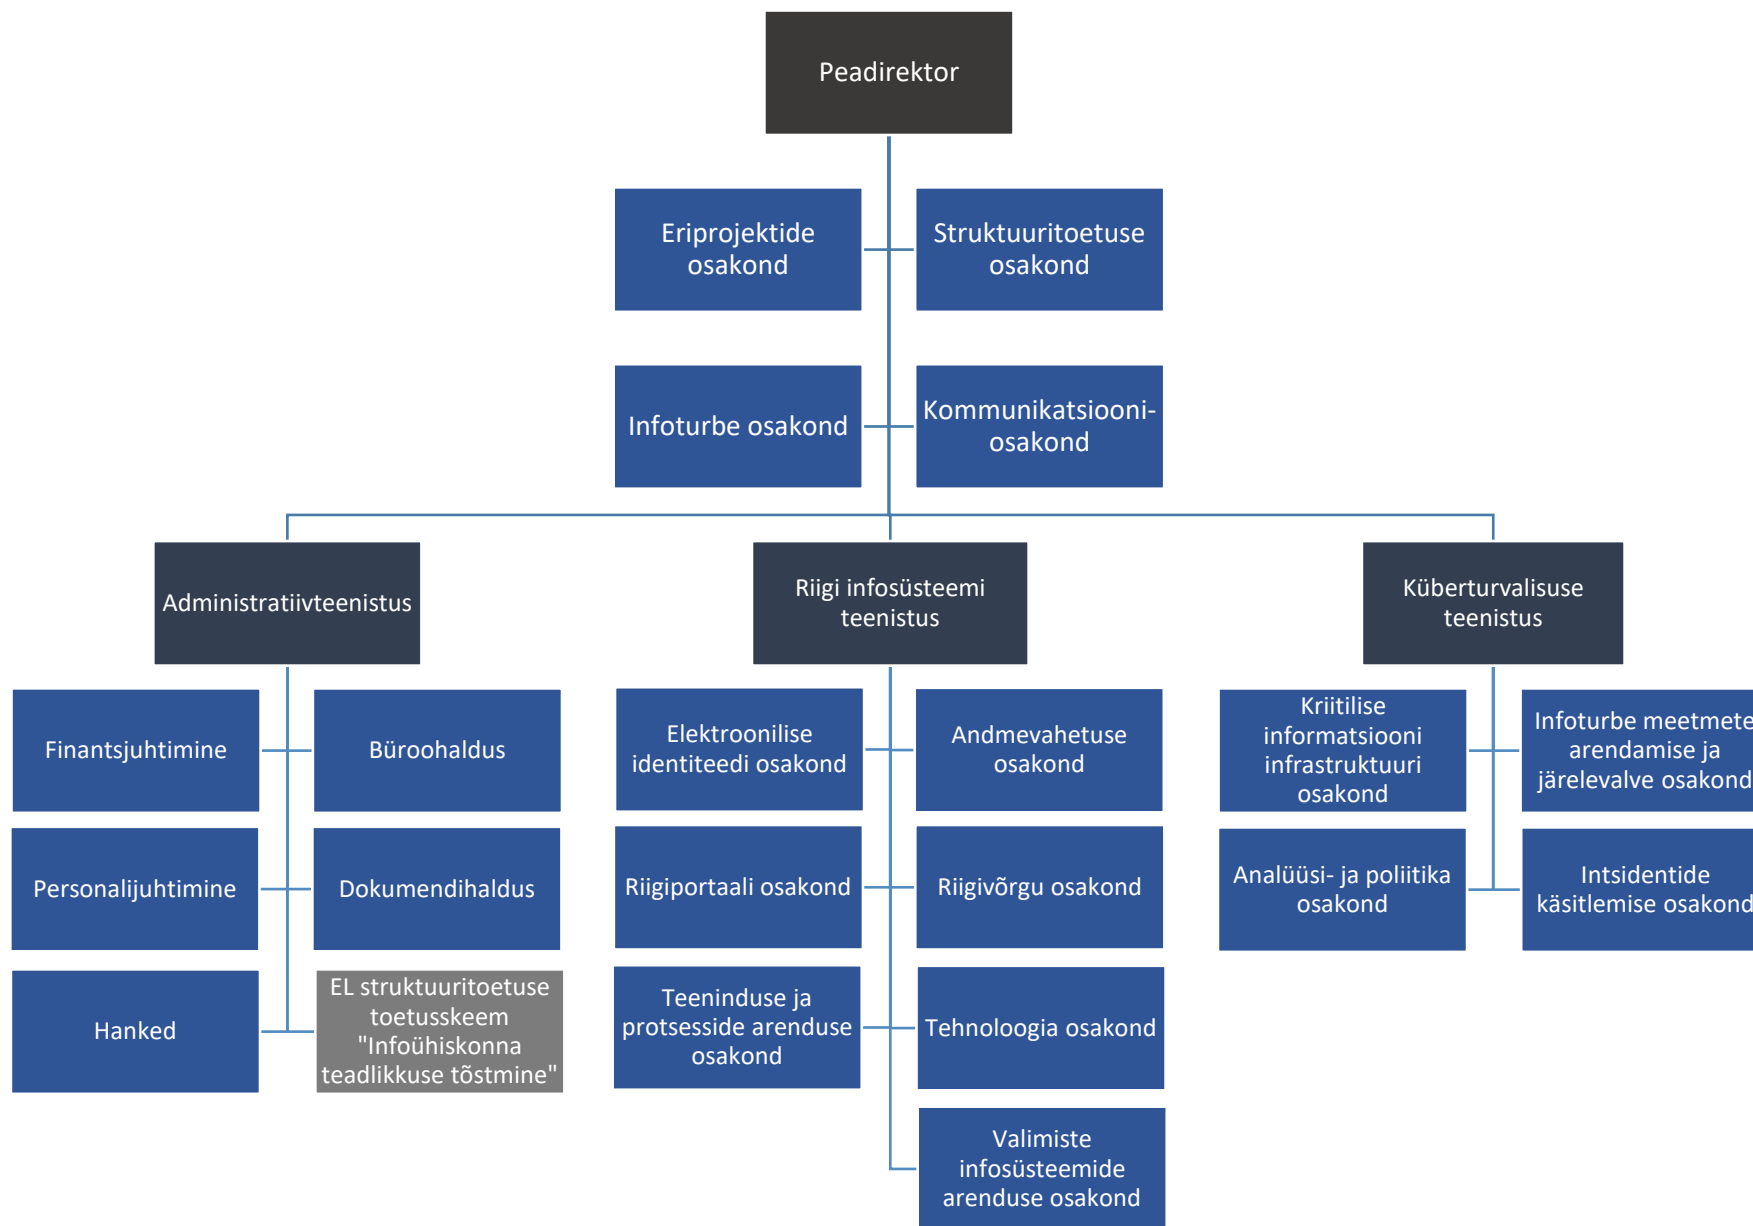 Peadirektor
Eriprojektide
osakond
Struktuuritoetuse
osakond
Infoturbe osakond
Kommunikatsiooni-
osakond
Administratiivteenistus
Riigi infosüsteemi
teenistus
Küberturvalisuse
teenistus
Finantsjuhtimine
Büroohaldus
Personalijuhtimine
Dokumendihaldus
Hanked
EL struktuuritoetuse
toetusskeem
"Infoühiskonna
teadlikkuse tõstmine"
Elektroonilise
identiteedi osakond
Andmevahetuse
osakond
Riigiportaali osakond
Riigivõrgu osakond
Teeninduse ja
protsesside arenduse
osakond
Tehnoloogia osakond
Valimiste
infosüsteemide
arenduse osakond
Kriitilise
informatsiooni
infrastruktuuri
osakond
Infoturbe meetmete
arendamise ja
järelevalve osakond
Analüüsi- ja poliitika
osakond
Intsidentide
käsitlemise osakond